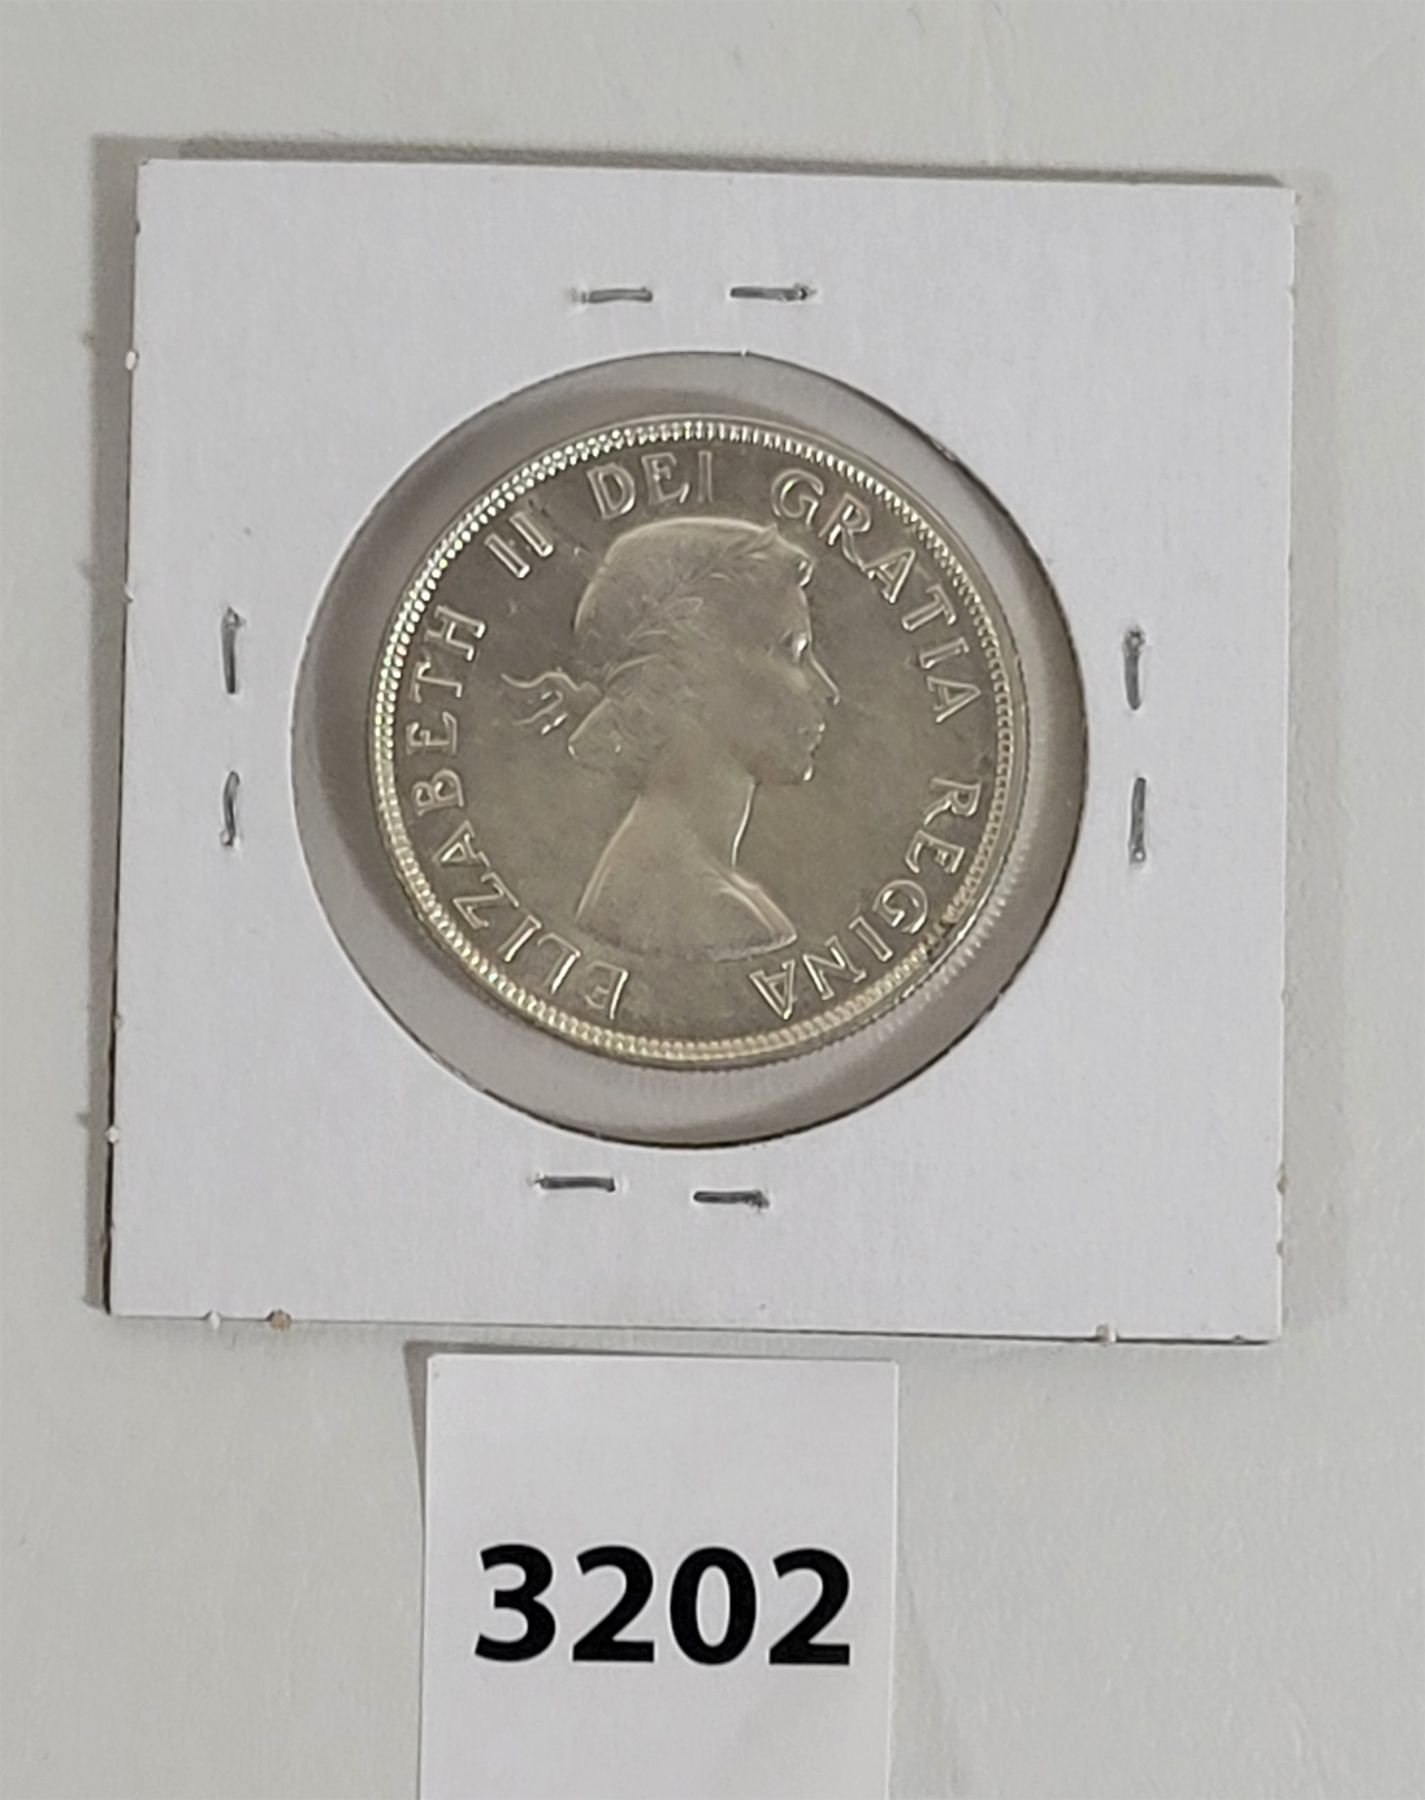 ELIZABETH II DEI GRATIA REGINA
3202